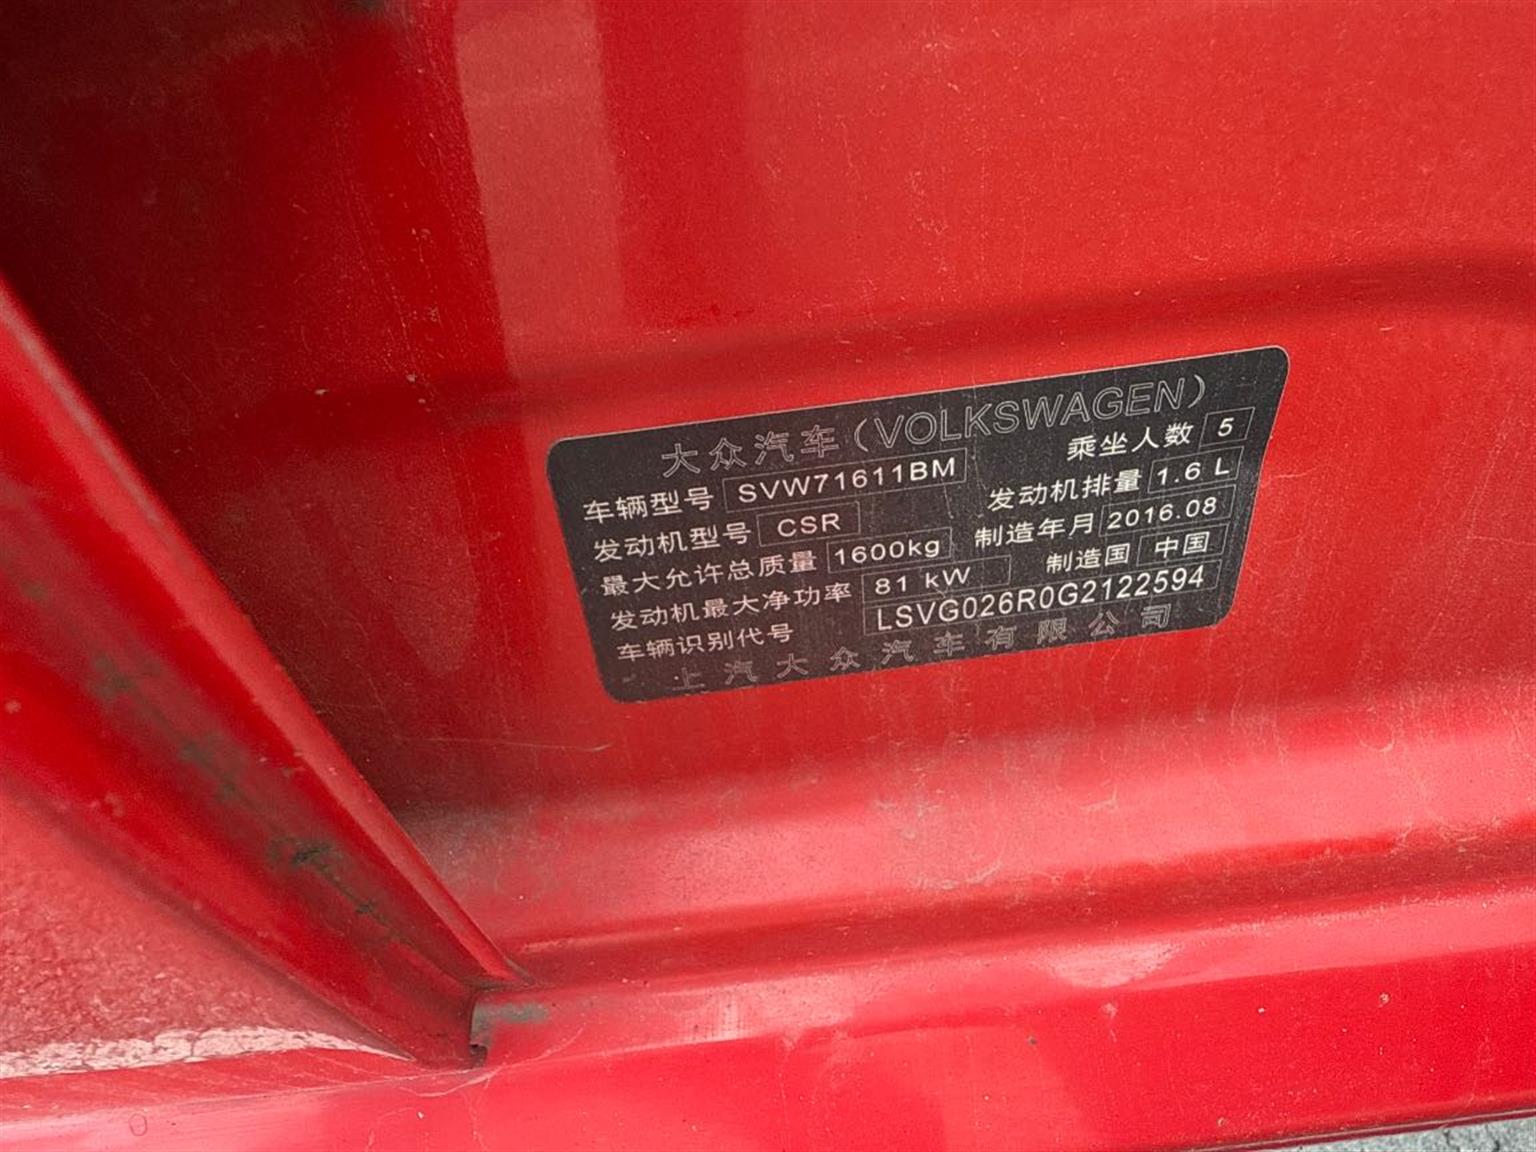 大众汽车(VOLKSWAGEN)
车辆型号 SVW71611BM 乘坐人数 5
发动机型号 CSR 发动机排量 1.6 L
最大允许总质量 1600kg 制造年月 2016.08
发动机最大净功率 81 kW 制造国 中国
车辆识别代号 LSVG026R0G2122594
上汽大众汽车有限公司